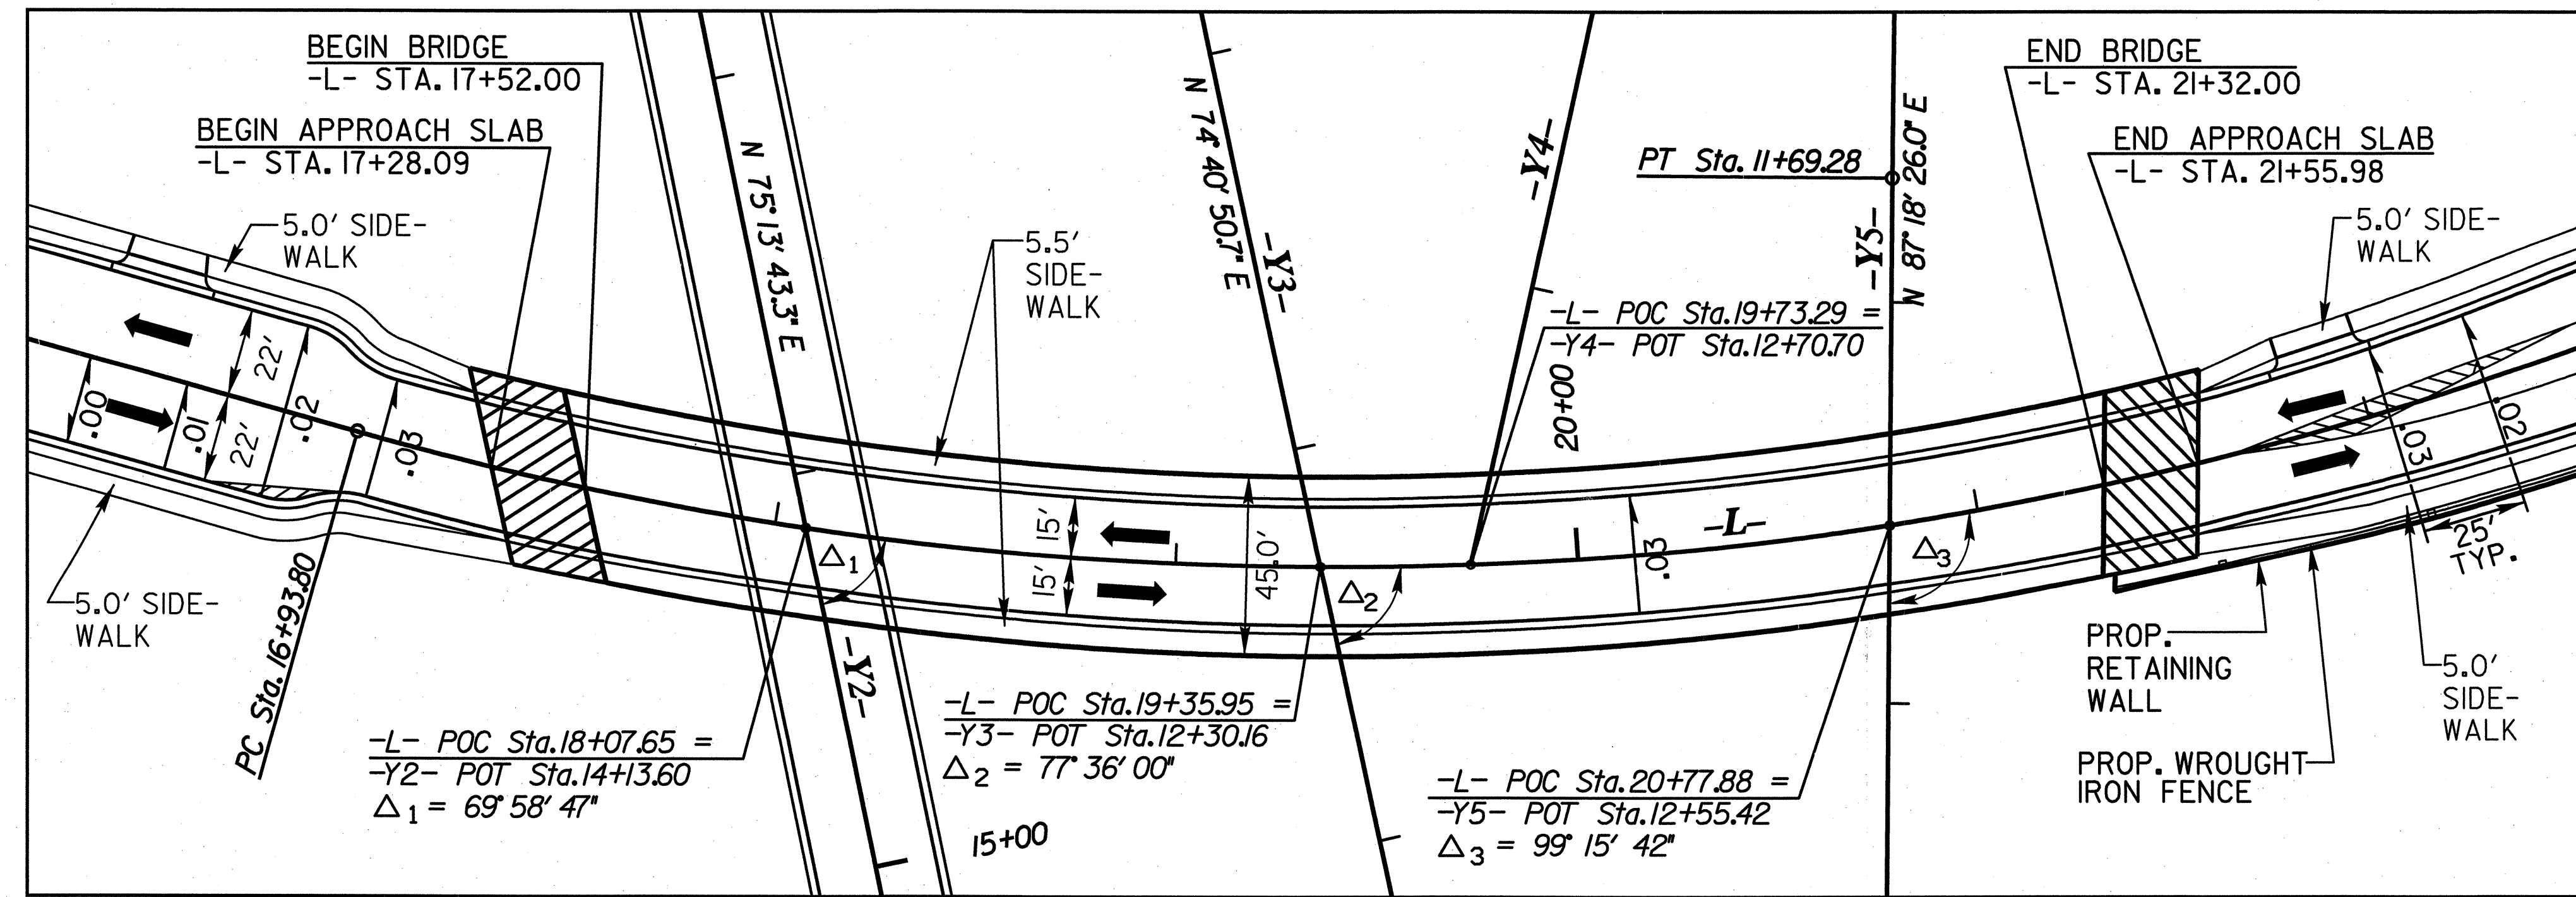 BEGIN BRIDGE
-L- STA. 17+52.00
BEGIN APPROACH SLAB
-L- STA. 17+28.09
5.0' SIDE-
WALK
22'
22'
.00
.01
.02
.03
5.0' SIDE-
WALK
PC Sta. 16+93.80
N 75° 13' 43.3" E
-Y2-
-L- POC Sta. 18+07.65 =
-Y2- POT Sta. 14+13.60
Δ1 = 69° 58' 47"
Δ1
15+00
5.5'
SIDE-
WALK
15'
15'
45.0'
N 74° 40' 50.7" E
-Y3-
-L- POC Sta. 19+35.95 =
-Y3- POT Sta. 12+30.16
Δ2 = 77° 36' 00"
Δ2
-Y4-
-L- POC Sta. 19+73.29 =
-Y4- POT Sta. 12+70.70
20+00
.03
-L-
PT Sta. 11+69.28
-Y5-
N 87° 18' 26.0" E
Δ3
-L- POC Sta. 20+77.88 =
-Y5- POT Sta. 12+55.42
Δ3 = 99° 15' 42"
END BRIDGE
-L- STA. 21+32.00
END APPROACH SLAB
-L- STA. 21+55.98
5.0' SIDE-
WALK
.03
.02
25'
TYP.
PROP.
RETAINING
WALL
5.0'
SIDE-
WALK
PROP. WROUGHT
IRON FENCE